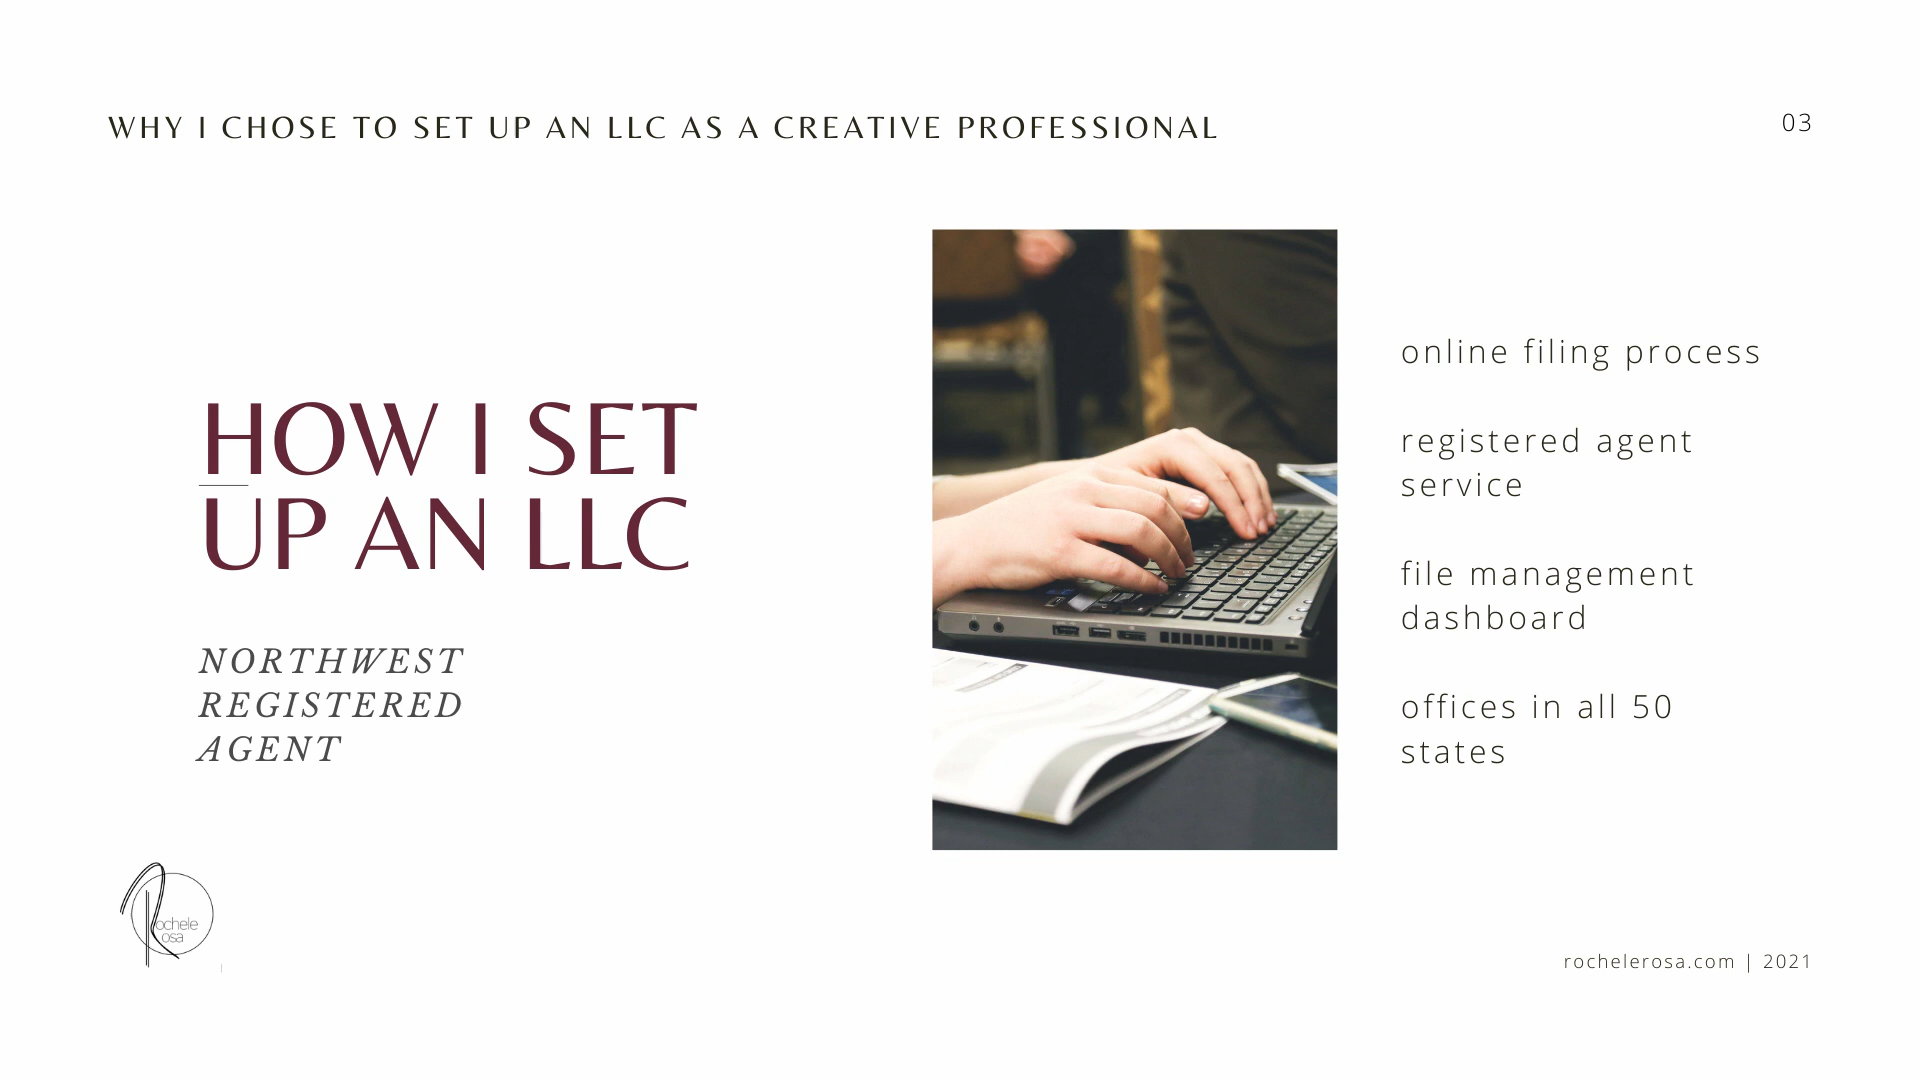 WHY I CHOSE TO SET UP AN LLC AS A CREATIVE PROFESSIONAL
03
HOW I SET
UP AN LLC
NORTHWEST
REGISTERED
AGENT
online filing process
registered agent
service
file management
dashboard
offices in all 50
states
Rochele
osa
rochelerosa.com | 2021